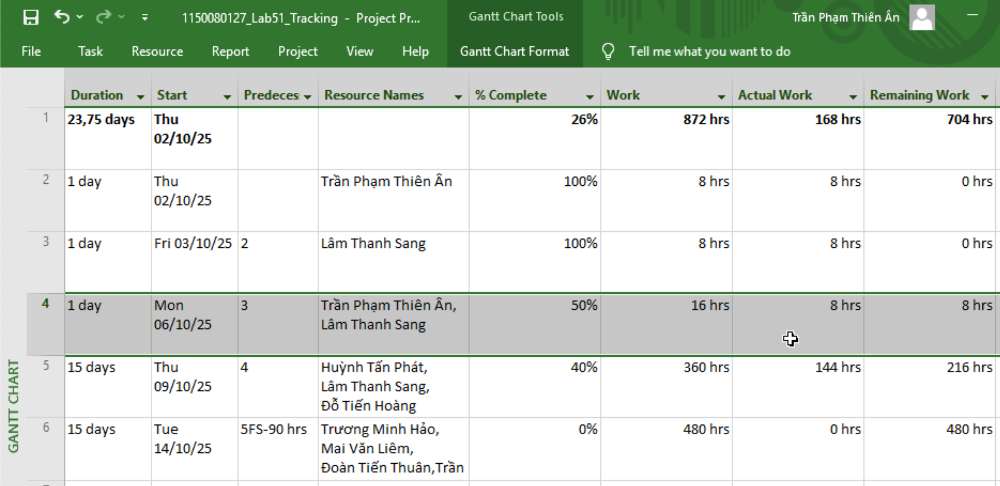 1150080127_Lab51_Tracking - Project Pr...
Gantt Chart Tools
Trần Phạm Thiên Ân
File Task Resource Report Project View Help Gantt Chart Format Tell me what you want to do
Duration Start Predeces Resource Names % Complete Work Actual Work Remaining Work
1 23,75 days Thu 26% 872 hrs 168 hrs 704 hrs
02/10/25
2 1 day Thu Trần Phạm Thiên Ân 100% 8 hrs 8 hrs 0 hrs
02/10/25
3 1 day Fri 03/10/25 2 Lâm Thanh Sang 100% 8 hrs 8 hrs 0 hrs
4 1 day Mon 3 Trần Phạm Thiên Ân, 50% 16 hrs 8 hrs 8 hrs
06/10/25 Lâm Thanh Sang
5 15 days Thu 4 Huỳnh Tấn Phát, 40% 360 hrs 144 hrs 216 hrs
09/10/25 Lâm Thanh Sang,
Đỗ Tiến Hoàng
6 15 days Tue 5FS-90 hrs Trương Minh Hảo, 0% 480 hrs 0 hrs 480 hrs
14/10/25 Mai Văn Liêm,
Đoàn Tiến Thuân,Trần
GANTT CHART